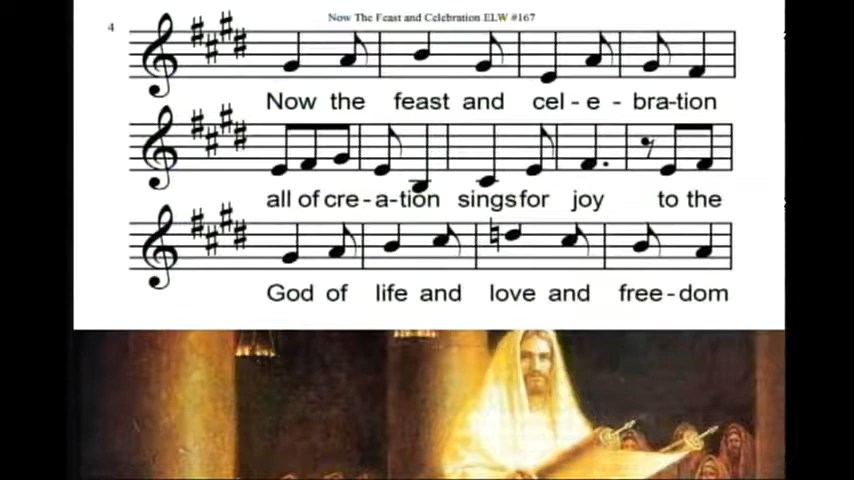 Now The Feast and Celebration ELW #167
4
Now the feast and cel - e - bra-tion
all of cre-a-tion sings for joy to the
God of life and love and free-dom